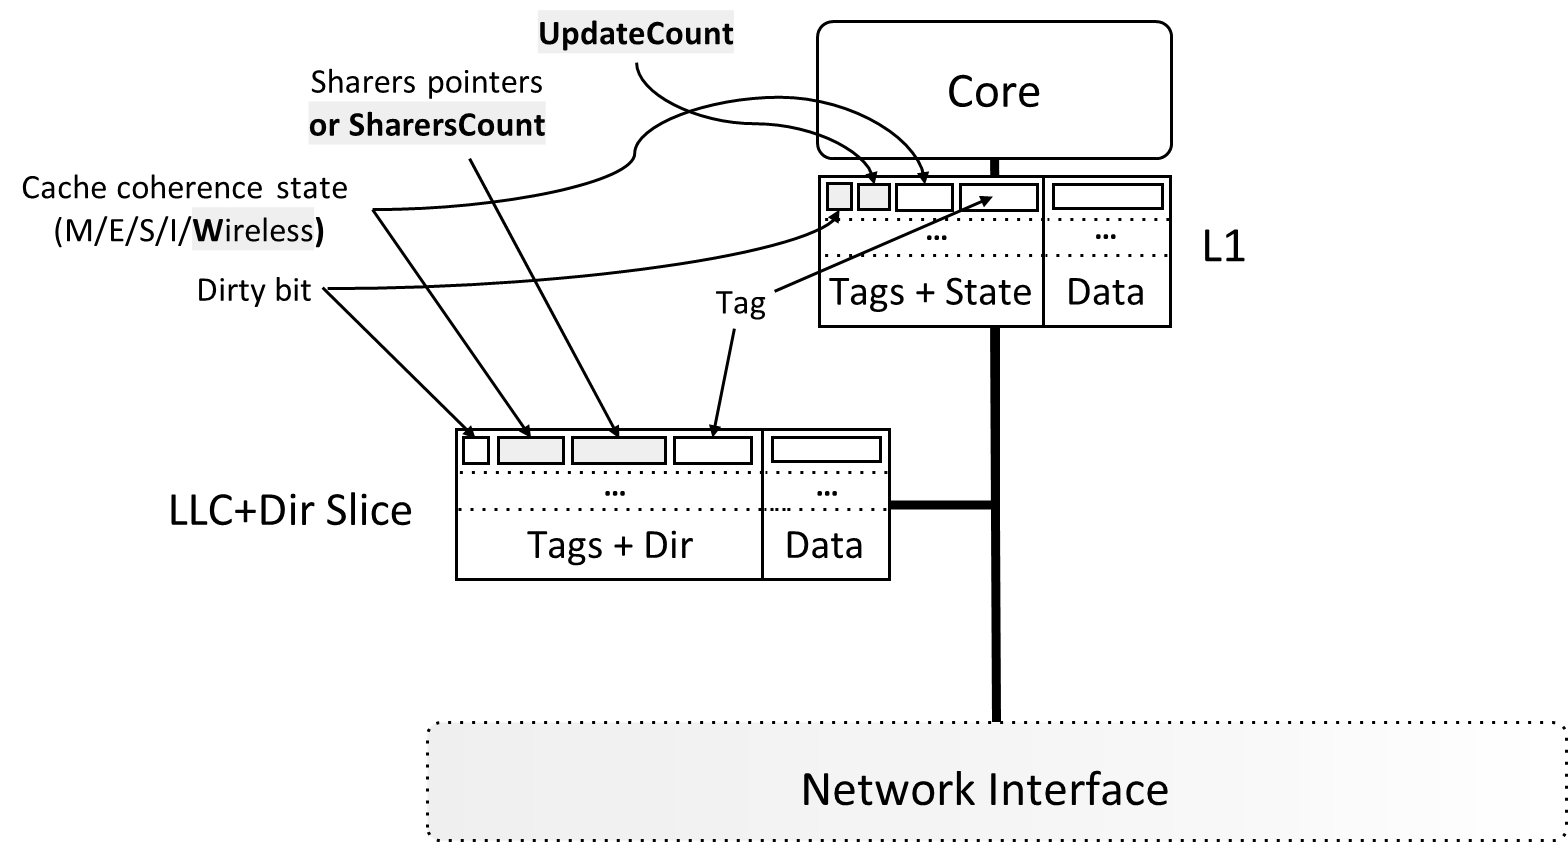 UpdateCount
Core
Sharers pointers
or SharersCount
Cache coherence state
(M/E/S/I/Wireless)
Dirty bit
Tag
...
...
L1
Tags + State
Data
LLC+Dir Slice
...
...
Tags + Dir
Data
Network Interface